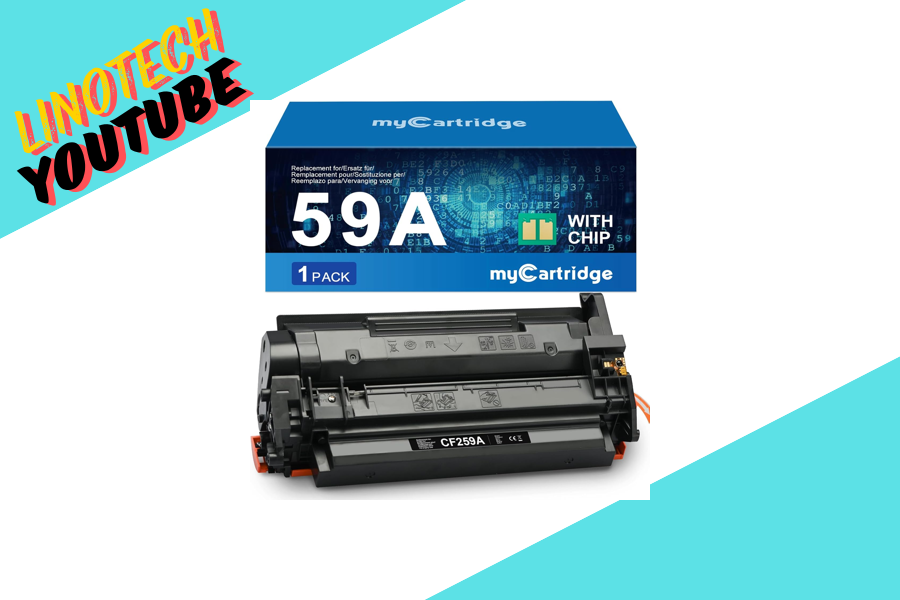 LINOTECH
YOUTUBE
myCartridge
Replacement for/Ersatz für/
Remplacement pour/Sostituzione per/
Reemplazo para/Vervanging voor
59A
WITH
CHIP
1 PACK
myCartridge
CF259A